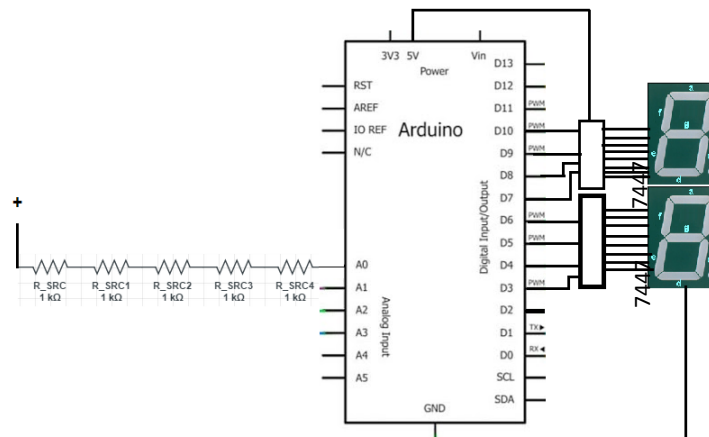 3V3 5V Vin
Power
D13
RST
D12
AREF
D11 PWM
IO REF
Arduino
D10 PWM
N/C
D9 PWM
D8
D7
D6 PWM
Digital Input/Output
D5 PWM
A0
D4
A1
D3 PWM
A2
Analog Input
D2
A3
D1 TX▶
A4
D0 RX◀
A5
SCL
SDA
GND
+
R_SRC R_SRC1 R_SRC2 R_SRC3 R_SRC4
1 kΩ 1 kΩ 1 kΩ 1 kΩ 1 kΩ
7447
7447
a
f
g
e
d
g
e
d